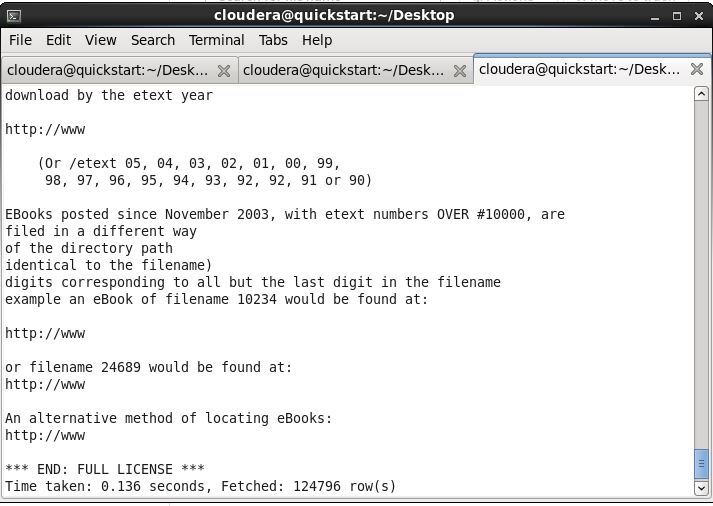 cloudera@quickstart:~/Desktop
File Edit View Search Terminal Tabs Help
cloudera@quickstart:~/Desk... cloudera@quickstart:~/Desk... cloudera@quickstart:~/Desk...
download by the etext year
http://www
(Or /etext 05, 04, 03, 02, 01, 00, 99,
98, 97, 96, 95, 94, 93, 92, 92, 91 or 90)
EBooks posted since November 2003, with etext numbers OVER #10000, are
filed in a different way
of the directory path
identical to the filename)
digits corresponding to all but the last digit in the filename
example an eBook of filename 10234 would be found at:
http://www
or filename 24689 would be found at:
http://www
An alternative method of locating eBooks:
http://www
*** END: FULL LICENSE ***
Time taken: 0.136 seconds, Fetched: 124796 row(s)